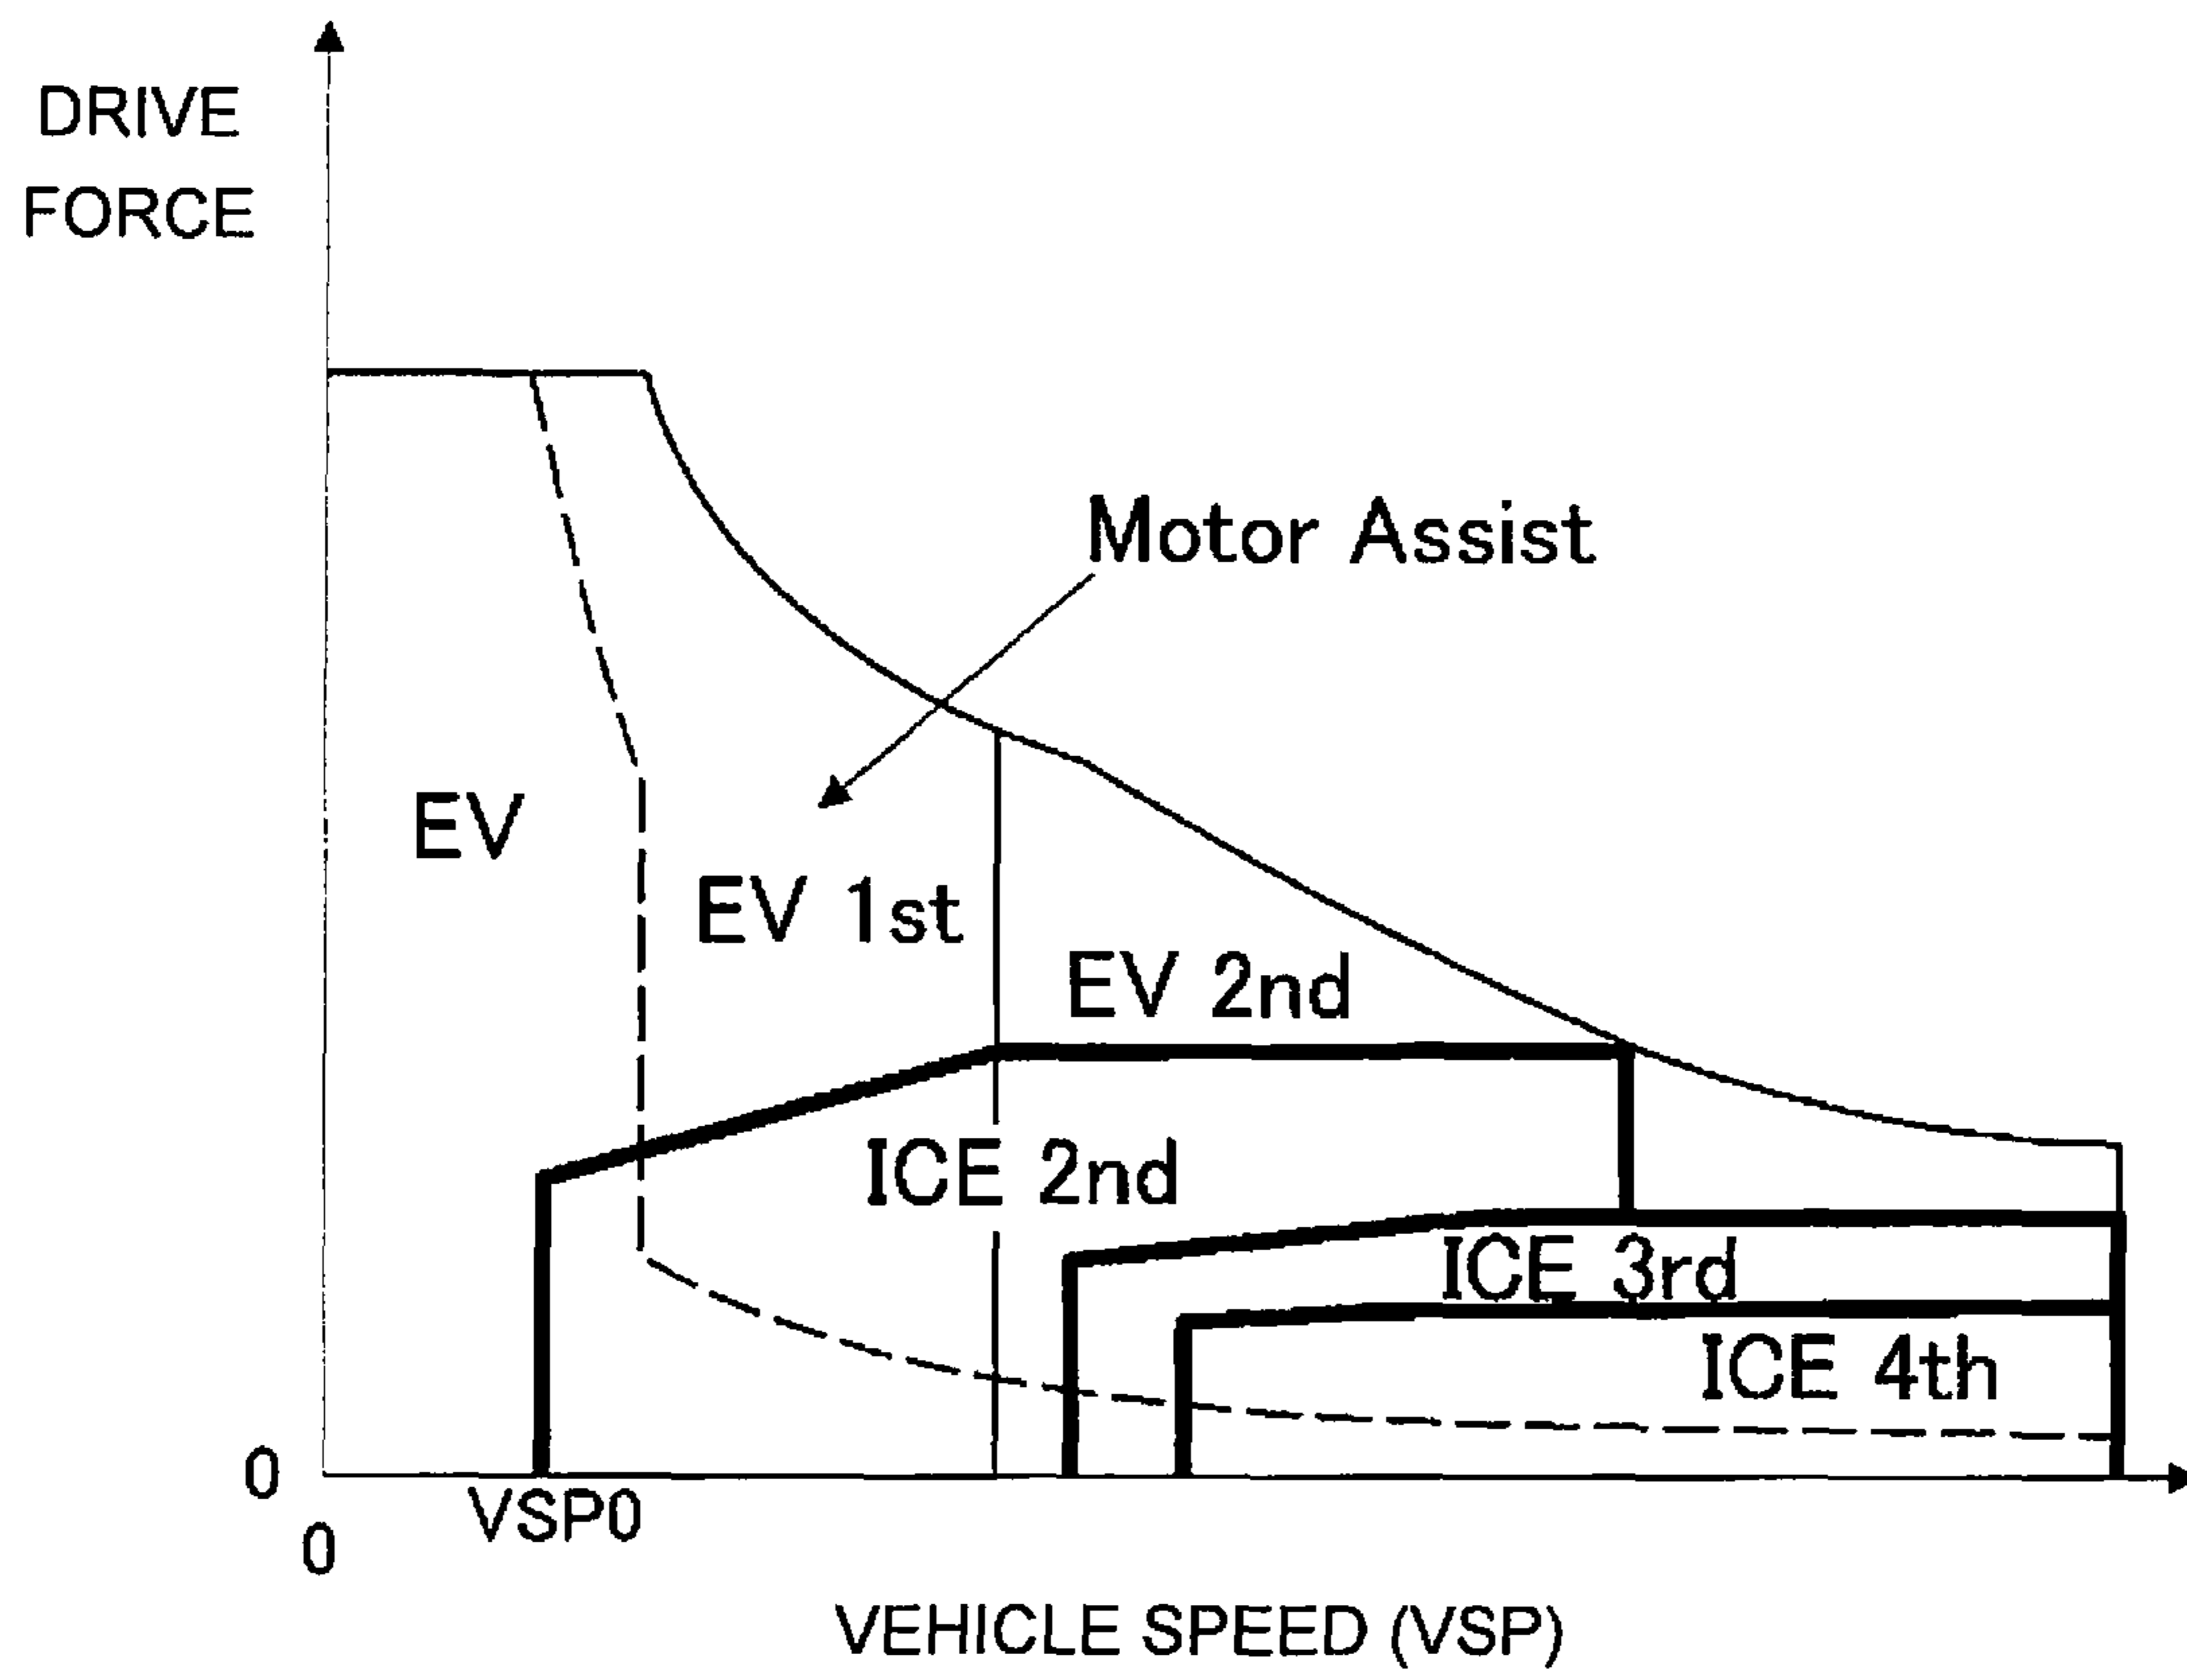 DRIVE
FORCE
Motor Assist
EV
EV 1st
EV 2nd
ICE 2nd
ICE 3rd
ICE 4th
0
VSP0
0
VEHICLE SPEED (VSP)